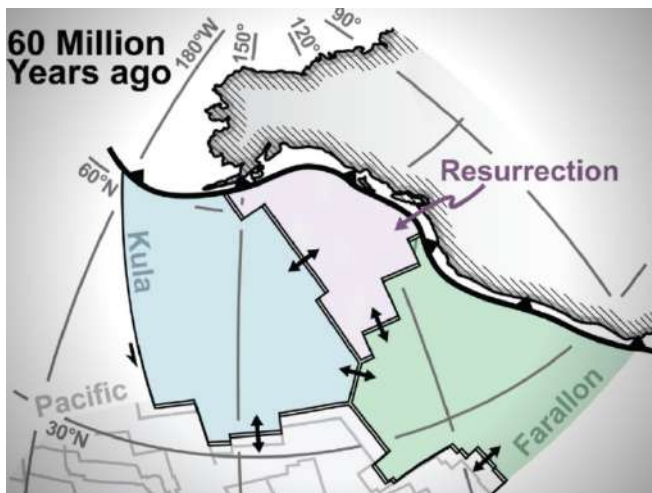 60 Million
Years ago
180°W
150°
120°
90°
60°N
Resurrection
Kula
Pacific
30°N
Farallon